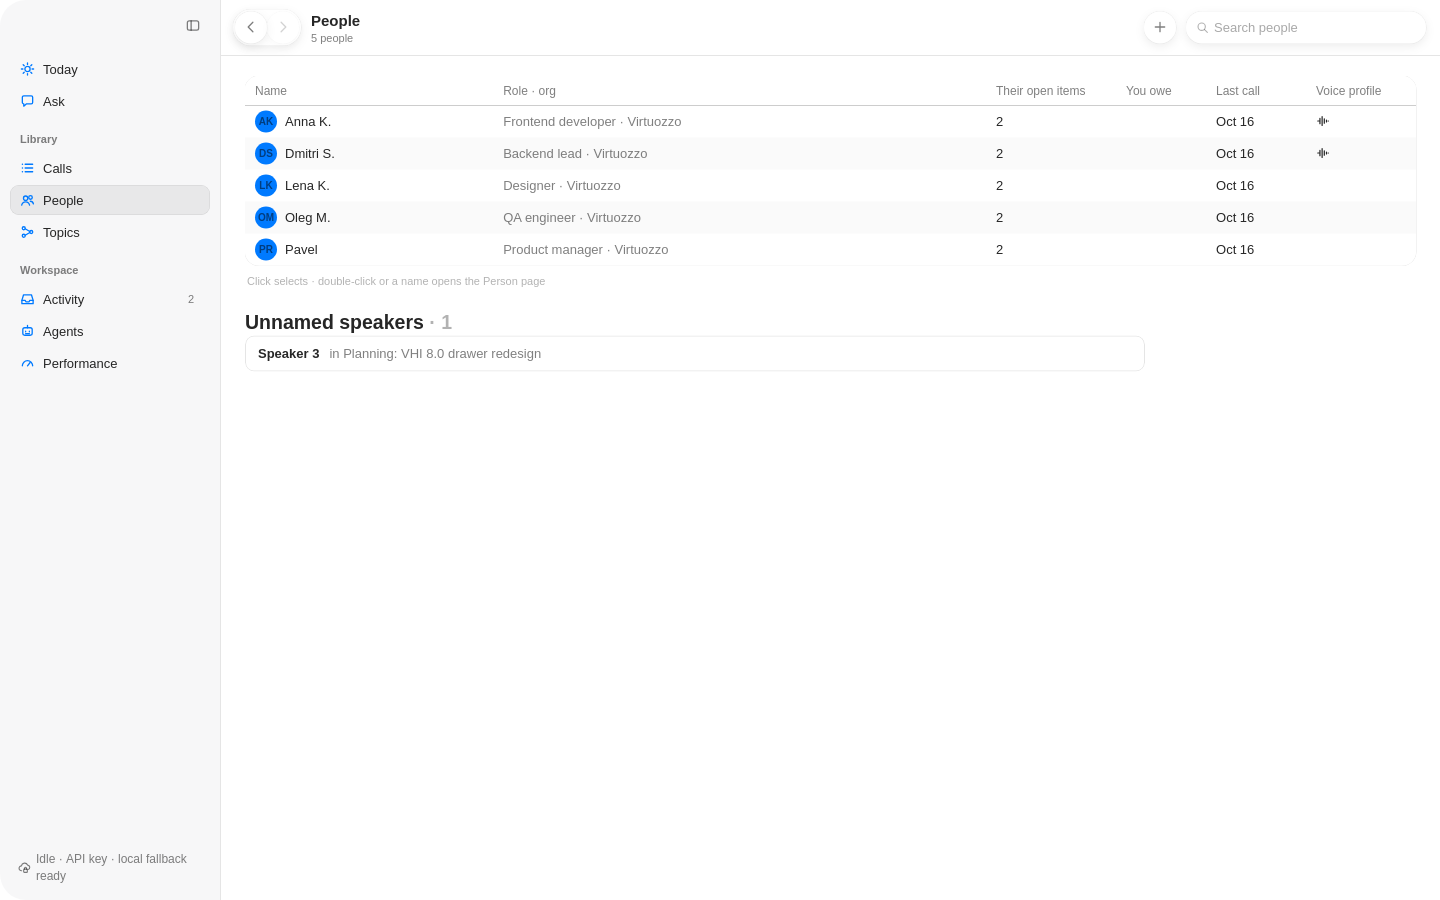 People
5 people
Search people
Today
Ask
Library
Calls
People
Topics
Workspace
Activity 2
Agents
Performance
Idle · API key · local fallback
ready
Name Role · org Their open items You owe Last call Voice profile
AK Anna K. Frontend developer · Virtuozzo 2 Oct 16
DS Dmitri S. Backend lead · Virtuozzo 2 Oct 16
LK Lena K. Designer · Virtuozzo 2 Oct 16
OM Oleg M. QA engineer · Virtuozzo 2 Oct 16
PR Pavel Product manager · Virtuozzo 2 Oct 16
Click selects · double-click or a name opens the Person page
Unnamed speakers · 1
Speaker 3 in Planning: VHI 8.0 drawer redesign